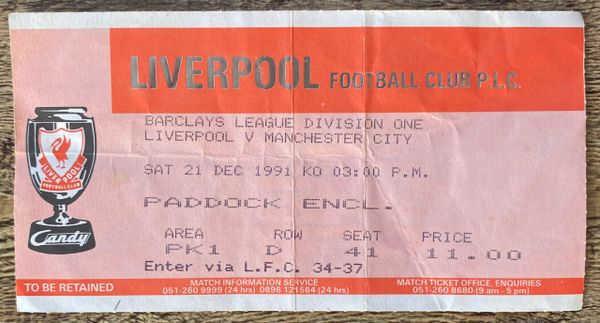 LIVERPOOL FOOTBALL CLUB P.L.C.
BARCLAYS LEAGUE DIVISION ONE
LIVERPOOL V MANCHESTER CITY
SAT 21 DEC 1991 KO 03:00 P.M.
PADDOCK ENCL.
AREA ROW SEAT PRICE
PK1 D 41 11.00
Enter via L.F.C. 34-37
LIVERPOOL
FOOTBALL CLUB
Candy
TO BE RETAINED
MATCH INFORMATION SERVICE
051-260 9999 (24 hrs) 0898 121584 (24 hrs)
MATCH TICKET OFFICE, ENQUIRIES
051-260 8680 (9 am - 5 pm)